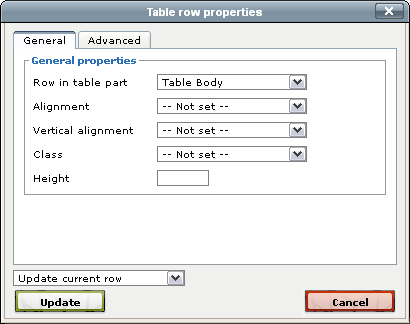 Table row properties
General Advanced
General properties
Row in table part Table Body
Alignment -- Not set --
Vertical alignment -- Not set --
Class -- Not set --
Height
Update current row
Update Cancel